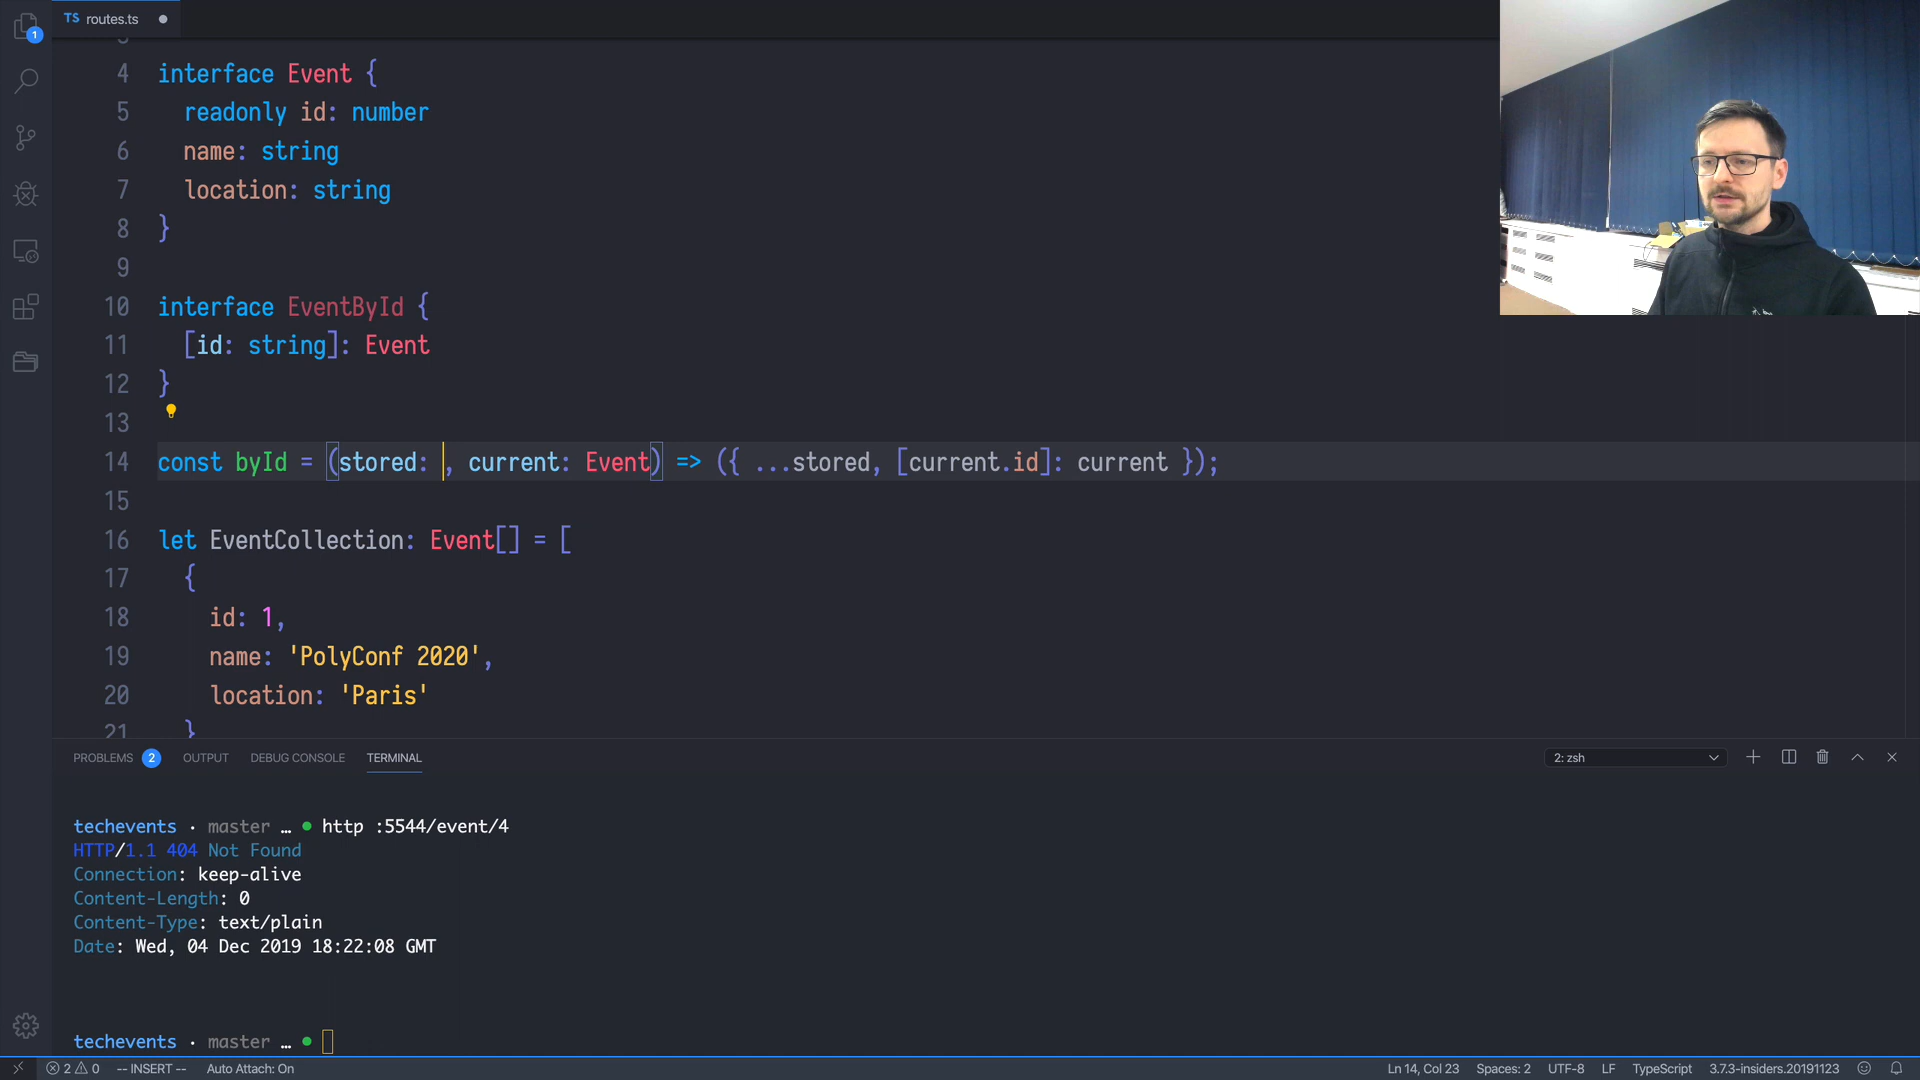 1
TS routes.ts
4 interface Event {
5 readonly id: number
6 name: string
7 location: string
8 }
9
10 interface EventById {
11 [id: string]: Event
12 }
13
14 const byId = (stored: , current: Event) => ({ ...stored, [current.id]: current });
15
16 let EventCollection: Event[] = [
17 {
18 id: 1,
19 name: 'PolyConf 2020',
20 location: 'Paris'
21 }
PROBLEMS 2 OUTPUT DEBUG CONSOLE TERMINAL 2: zsh
techevents · master … ● http :5544/event/4
HTTP/1.1 404 Not Found
Connection: keep-alive
Content-Length: 0
Content-Type: text/plain
Date: Wed, 04 Dec 2019 18:22:08 GMT
techevents · master … ●
2 0 -- INSERT -- Auto Attach: On Ln 14, Col 23 Spaces: 2 UTF-8 LF TypeScript 3.7.3-insiders.20191123